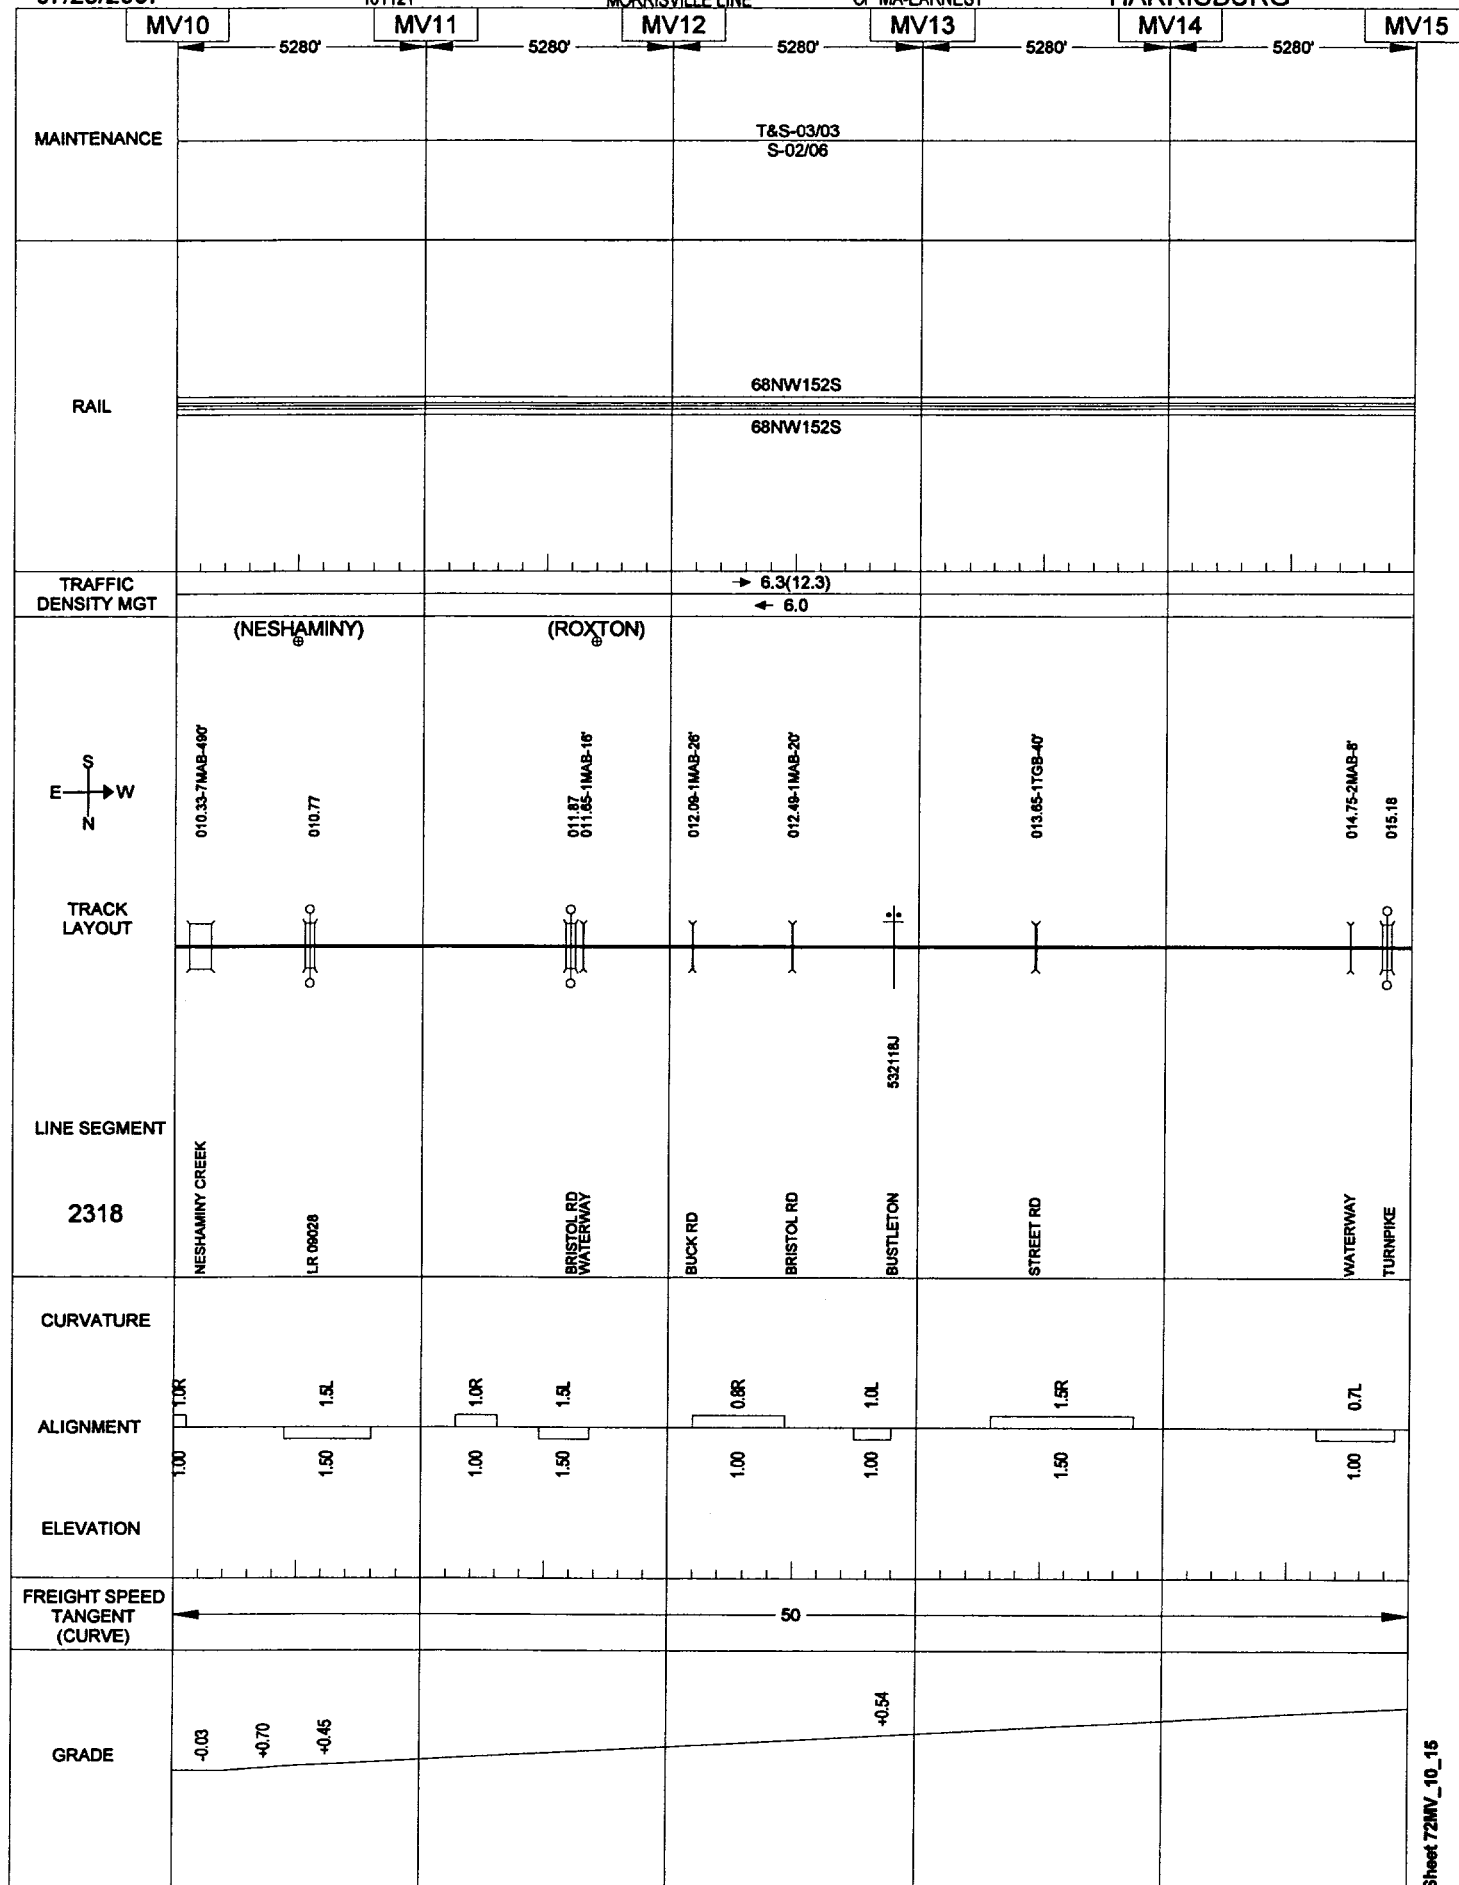 MORRISVILLE LINE
HARRISBURG
MV10 MV11 MV12 MV13 MV14 MV15
5280' 5280' 5280' 5280' 5280'
MAINTENANCE
T&S-03/03
S-02/06
RAIL
68NW152S
68NW152S
TRAFFIC
DENSITY MGT
6.3(12.3)
6.0
(NESHAMINY) (ROXTON)
S
E W
N
010.33-7MAB-490'
010.77
011.87
011.65-1MAB-16'
012.09-1MAB-26'
012.49-1MAB-20'
013.65-1TGB-40'
014.75-2MAB-8'
015.18
TRACK
LAYOUT
532118J
LINE SEGMENT
2318
NESHAMINY CREEK
LR 09028
BRISTOL RD
WATERWAY
BUCK RD
BRISTOL RD
BUSTLETON
STREET RD
WATERWAY
TURNPIKE
CURVATURE
1.0R 1.5L 1.0R 1.5L 0.8R 1.0L 1.5R 0.7L
ALIGNMENT
1.00 1.50 1.00 1.50 1.00 1.00 1.50 1.00
ELEVATION
FREIGHT SPEED
TANGENT
(CURVE)
50
GRADE
-0.03 +0.70 +0.45 +0.54
Sheet 72MV_10_15